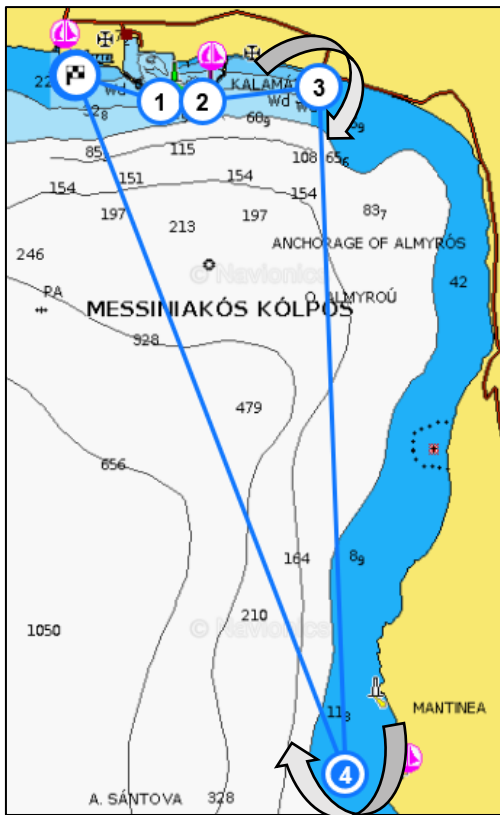 22
1
2
3
KALAMÁ
wd
wd
32₈
68₉
9
85
115
108
65₆
154
151
154
154
197
197
83₇
213
ANCHORAGE OF ALMYRÓS
246
© Navionics
42
PA
O. ALMYROÚ
MESSINIAKÓS KÓLPOS
928
479
656
164
8₉
210
1050
© Navionics
11₃
MANTINEA
4
A. SÁNTOVA
328